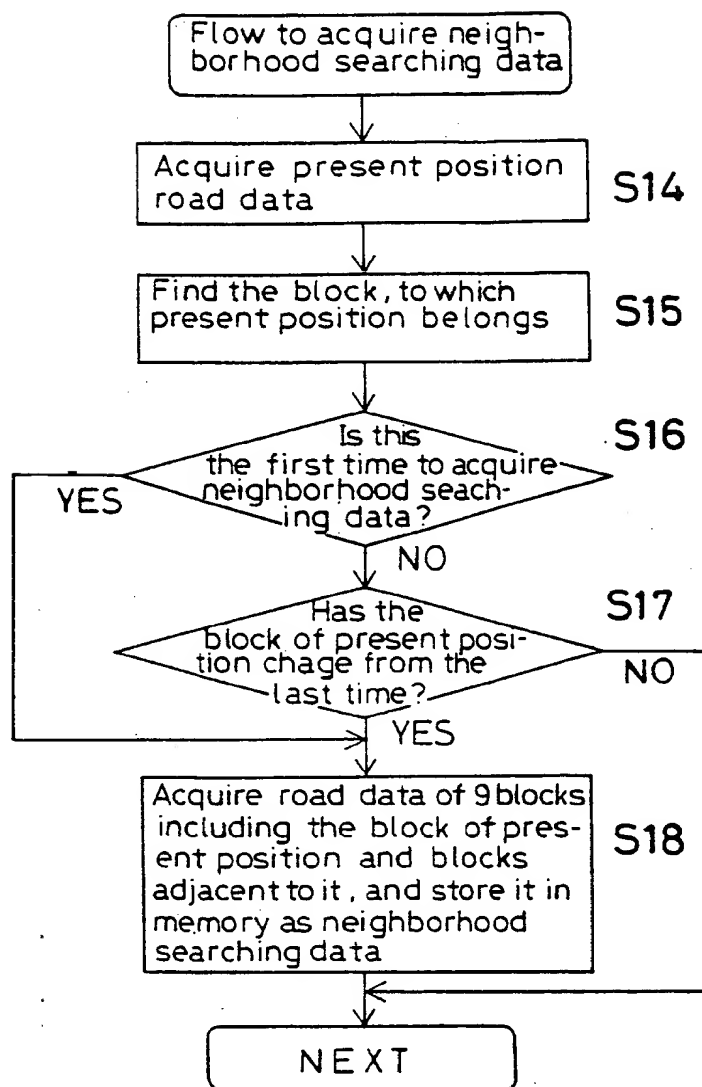 Flow to acquire neigh-
borhood searching data
Acquire present position
road data
S14
Find the block, to which
present position belongs
S15
Is this
the first time to acquire
neighborhood seach-
ing data?
S16
YES
NO
Has the
block of present posi-
tion chage from the
last time?
S17
NO
YES
Acquire road data of 9 blocks
including the block of pres-
ent position and blocks
adjacent to it, and store it in
memory as neighborhood
searching data
S18
NEXT